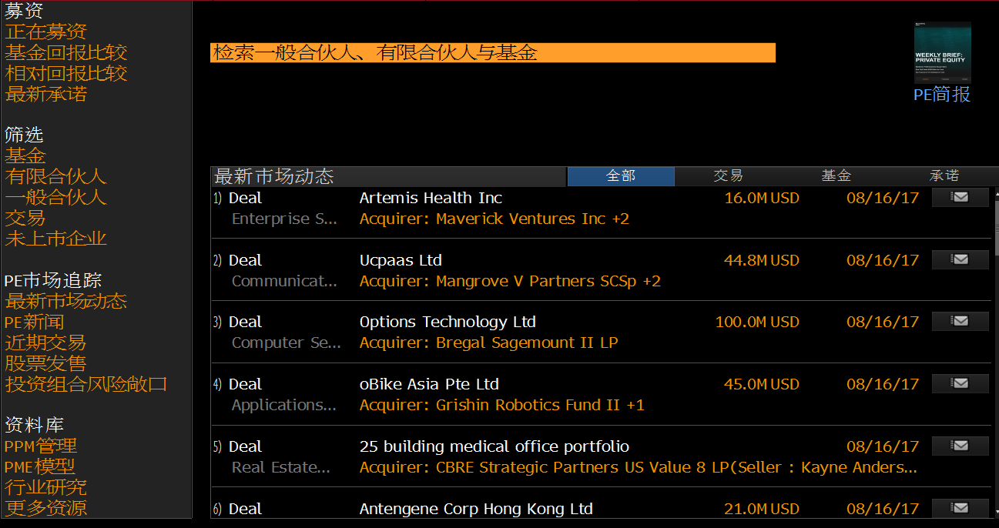 募资
正在募资
基金回报比较
相对回报比较
最新承诺
筛选
基金
有限合伙人
一般合伙人
交易
未上市企业
PE市场追踪
最新市场动态
PE新闻
近期交易
股票发售
投资组合风险敞口
资料库
PPM管理
PME模型
行业研究
更多资源
检索一般合伙人、有限合伙人与基金
WEEKLY BRIEF:
PRIVATE EQUITY
PE简报
最新市场动态 全部 交易 基金 承诺
1) Deal Artemis Health Inc 16.0M USD 08/16/17
Enterprise S... Acquirer: Maverick Ventures Inc +2
2) Deal Ucpaas Ltd 44.8M USD 08/16/17
Communicat... Acquirer: Mangrove V Partners SCSp +2
3) Deal Options Technology Ltd 100.0M USD 08/16/17
Computer Se... Acquirer: Bregal Sagemount II LP
4) Deal oBike Asia Pte Ltd 45.0M USD 08/16/17
Applications... Acquirer: Grishin Robotics Fund II +1
5) Deal 25 building medical office portfolio 08/16/17
Real Estate... Acquirer: CBRE Strategic Partners US Value 8 LP(Seller : Kayne Anders...
6) Deal Antengene Corp Hong Kong Ltd 21.0M USD 08/16/17